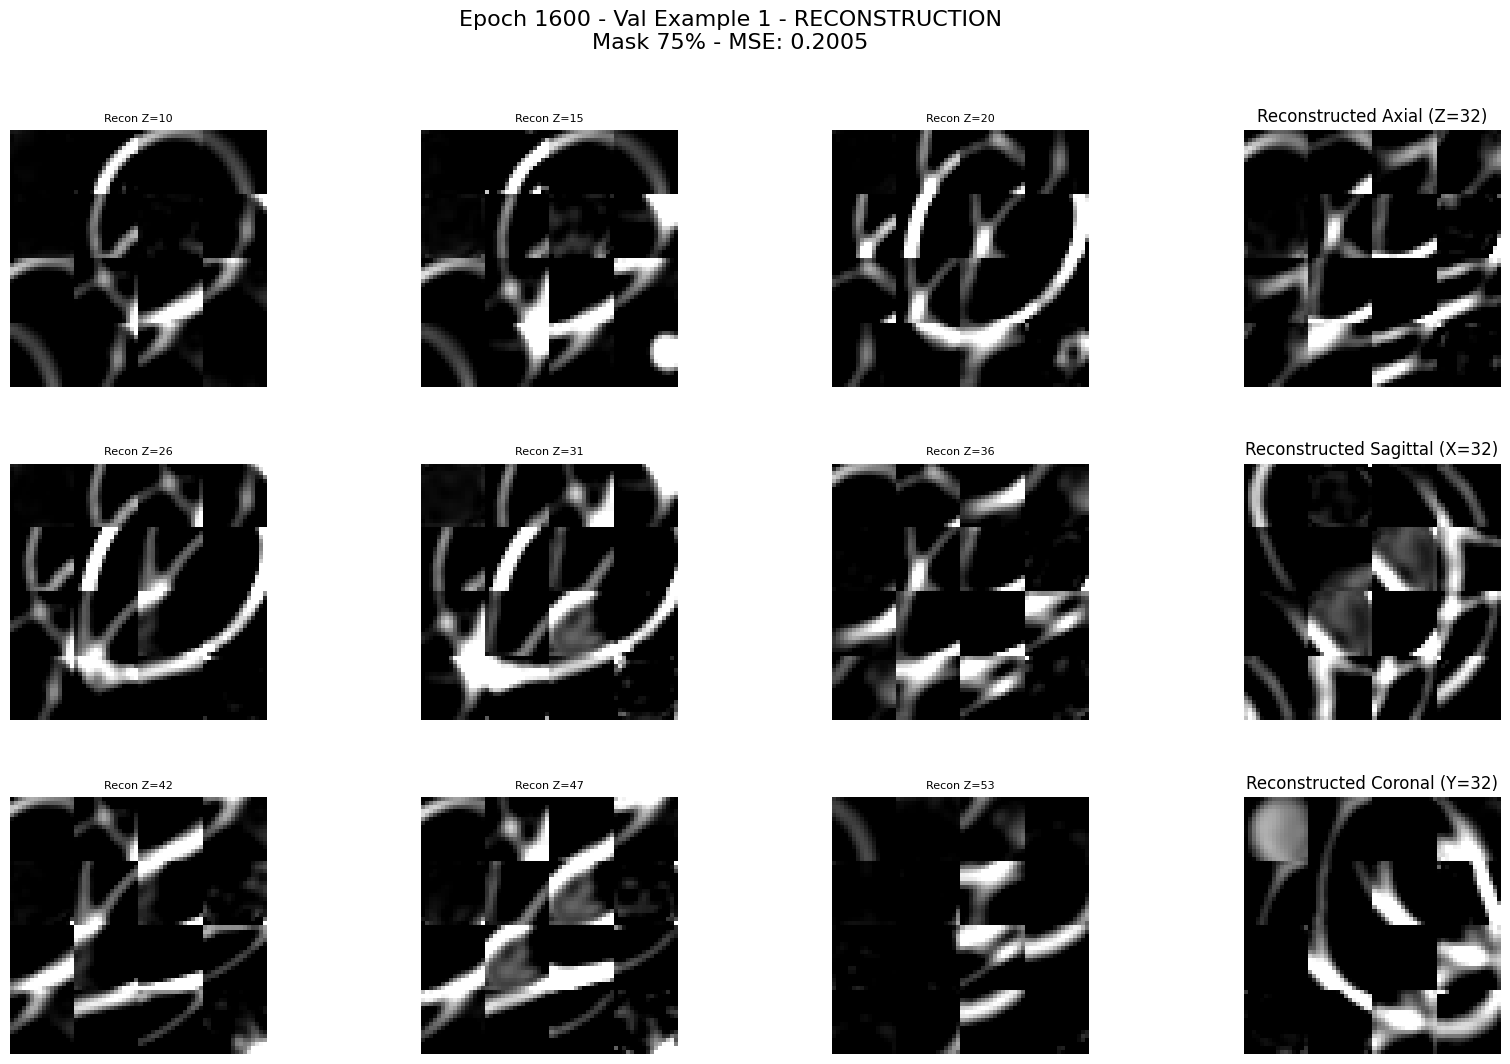 Epoch 1600 - Val Example 1 - RECONSTRUCTION
Mask 75% - MSE: 0.2005
Recon Z=10
Recon Z=15
Recon Z=20
Reconstructed Axial (Z=32)
Recon Z=26
Recon Z=31
Recon Z=36
Reconstructed Sagittal (X=32)
Recon Z=42
Recon Z=47
Recon Z=53
Reconstructed Coronal (Y=32)